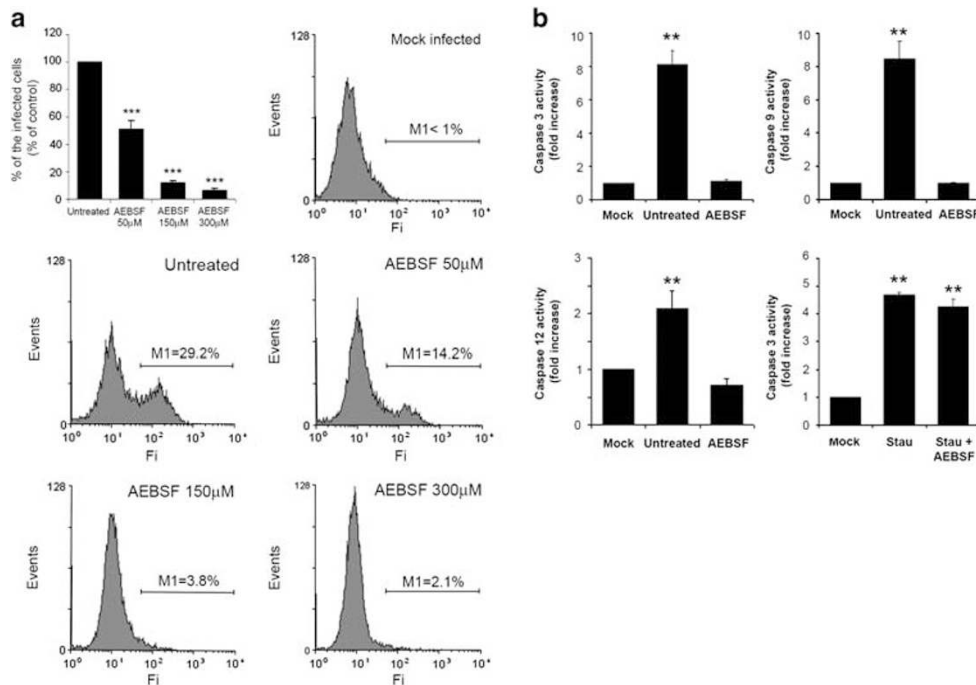 a
% of the infected cells
(% of control)
120
100
80
60
40
20
0
***
***
***
Untreated AEBSF 50μM AEBSF 150μM AEBSF 300μM
Mock infected
128
Events
0
M1< 1%
10⁰ 10¹ 10² 10³ 10⁴
Fi
Untreated
128
Events
0
M1=29.2%
10⁰ 10¹ 10² 10³ 10⁴
Fi
AEBSF 50μM
128
Events
0
M1=14.2%
10⁰ 10¹ 10² 10³ 10⁴
Fi
AEBSF 150μM
128
Events
0
M1=3.8%
10⁰ 10¹ 10² 10³ 10⁴
Fi
AEBSF 300μM
128
Events
0
M1=2.1%
10⁰ 10¹ 10² 10³ 10⁴
Fi
b
Caspase 3 activity
(fold increase)
10
8
6
4
2
0
**
Mock Untreated AEBSF
Caspase 9 activity
(fold increase)
10
8
6
4
2
0
**
Mock Untreated AEBSF
Caspase 12 activity
(fold increase)
3
2
1
0
**
Mock Untreated AEBSF
Caspase 3 activity
(fold increase)
6
5
4
3
2
1
0
**
**
Mock Stau Stau +
AEBSF